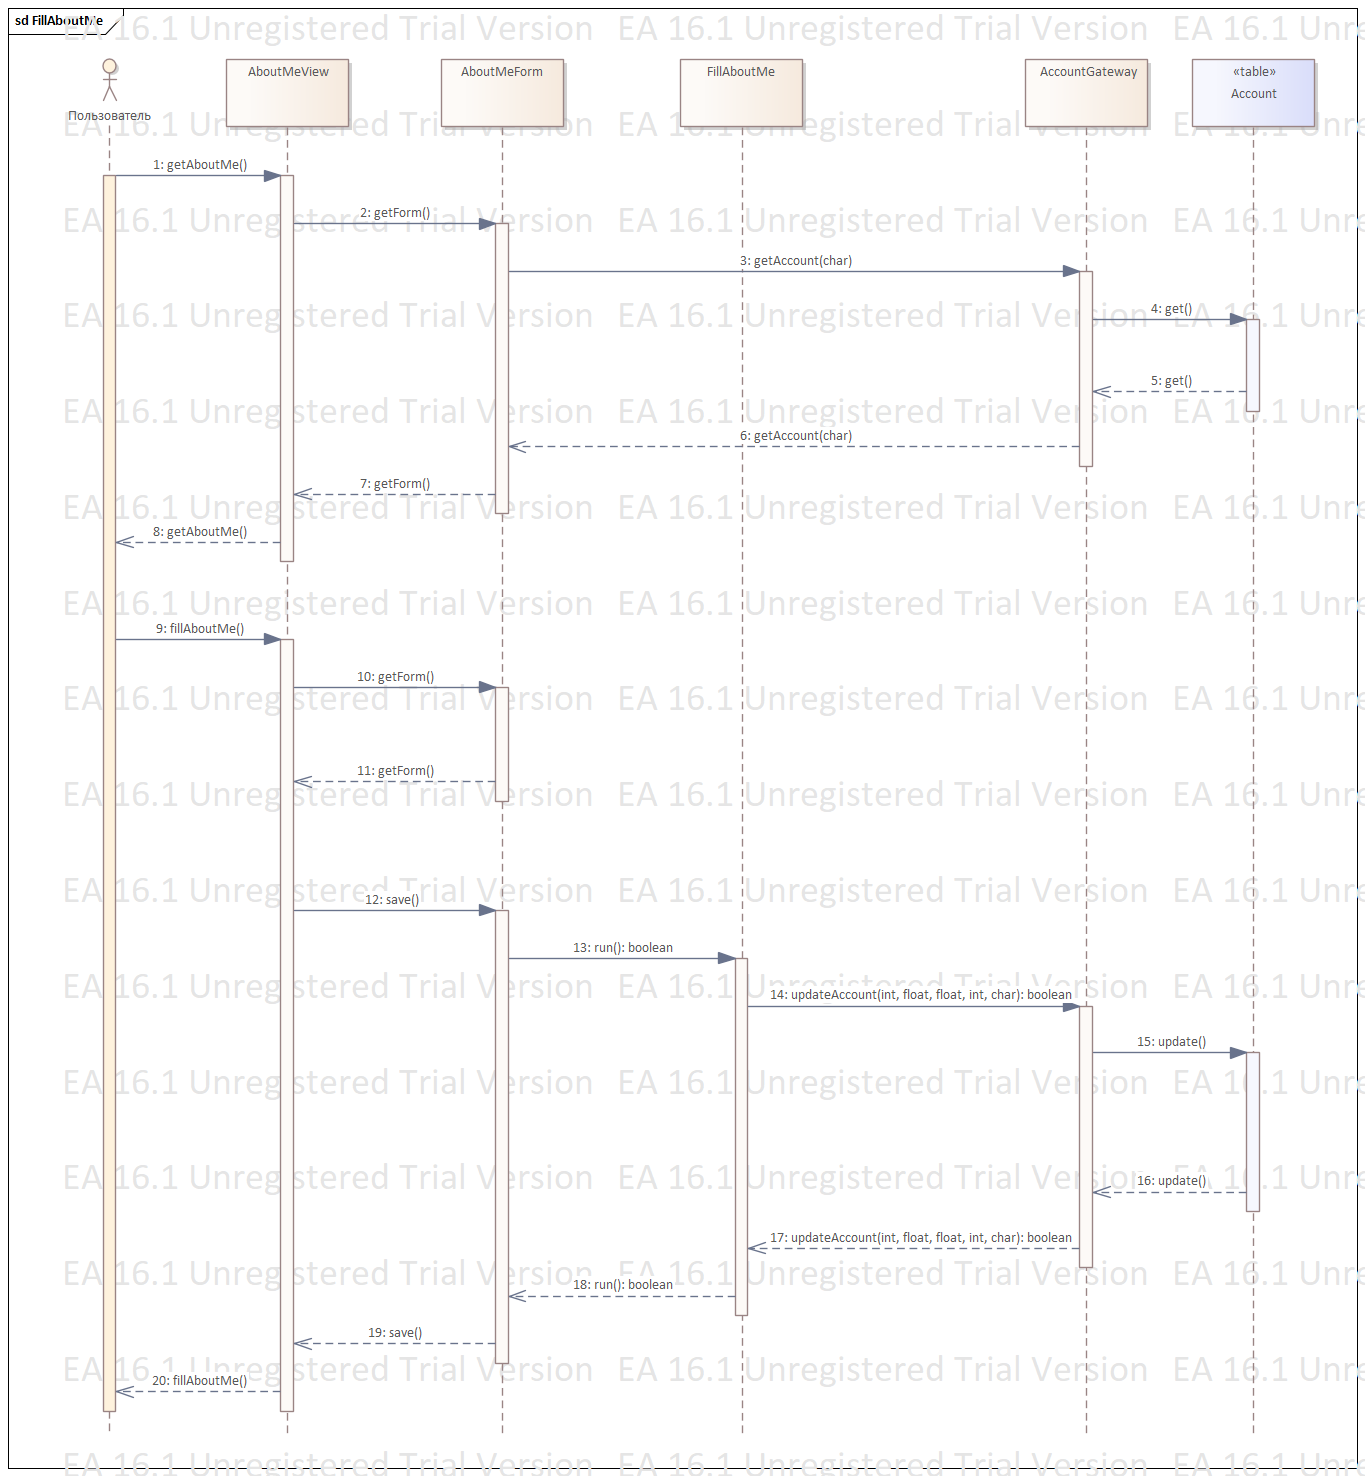 sd FillAboutMe
Пользователь
AboutMeView
AboutMeForm
FillAboutMe
AccountGateway
«table»
Account
1: getAboutMe()
2: getForm()
3: getAccount(char)
4: get()
5: get()
6: getAccount(char)
7: getForm()
8: getAboutMe()
9: fillAboutMe()
10: getForm()
11: getForm()
12: save()
13: run(): boolean
14: updateAccount(int, float, float, int, char): boolean
15: update()
16: update()
17: updateAccount(int, float, float, int, char): boolean
18: run(): boolean
19: save()
20: fillAboutMe()
EA 16.1 Unregistered Trial Version